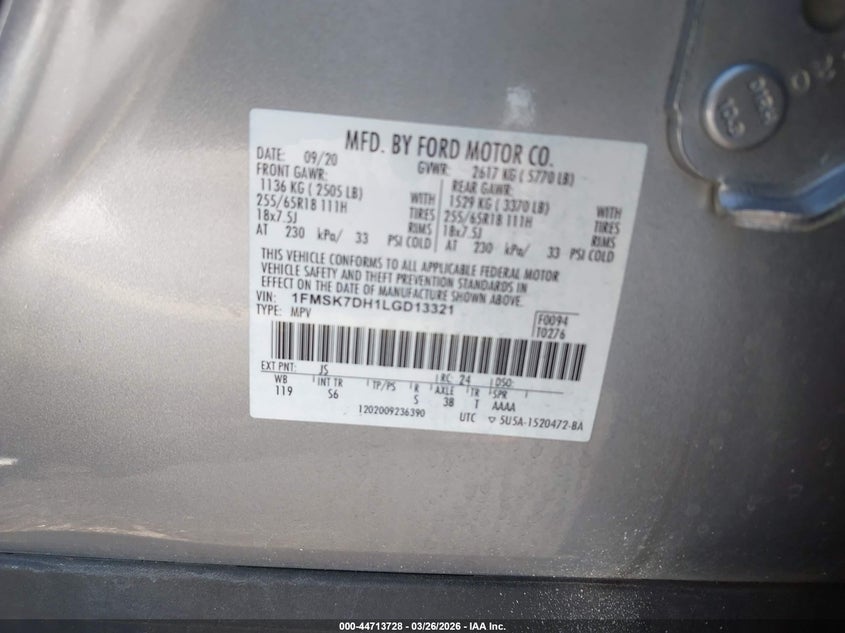 MFD. BY FORD MOTOR CO.
DATE: 09/20 GVWR: 2617 KG ( 5770 LB)
FRONT GAWR: REAR GAWR:
1136 KG ( 2505 LB) WITH 1529 KG ( 3370 LB) WITH
255/65R18 111H TIRES 255/65R18 111H TIRES
18x7.5J RIMS 18x7.5J RIMS
AT 230 kPa/ 33 PSI COLD AT 230 kPa/ 33 PSI COLD
THIS VEHICLE CONFORMS TO ALL APPLICABLE FEDERAL MOTOR
VEHICLE SAFETY AND THEFT PREVENTION STANDARDS IN
EFFECT ON THE DATE OF MANUFACTURE SHOWN ABOVE.
VIN: 1FMSK7DH1LGD13321
TYPE: MPV
F0094
T0276
EXT PNT: JS RC: 24 DSO:
WB INT TR TP/PS R AXLE TR SPR
119 S6 S 38 T AAAA
1202009236390 UTC ▽ 5U5A-1520472-BA
000-44713728 - 03/26/2026 - IAA Inc.